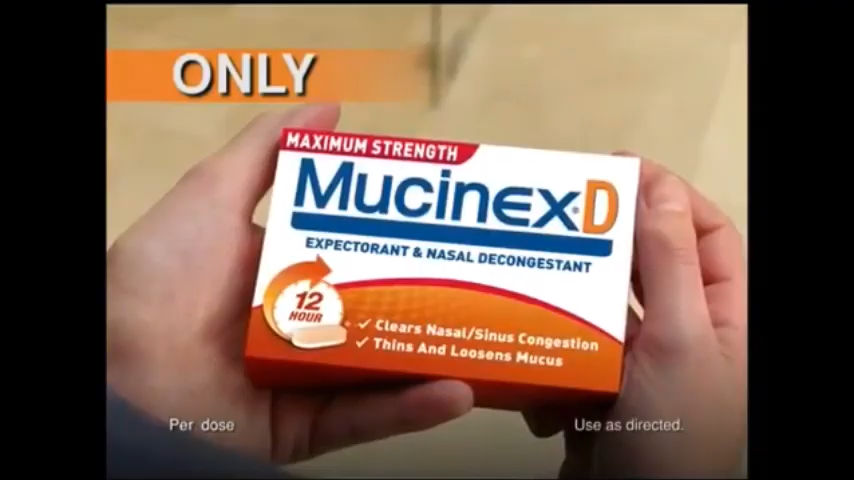 ONLY
MAXIMUM STRENGTH
Mucinex D
EXPECTORANT & NASAL DECONGESTANT
12
HOUR
✓ Clears Nasal/Sinus Congestion
✓ Thins And Loosens Mucus
Per dose
Use as directed.